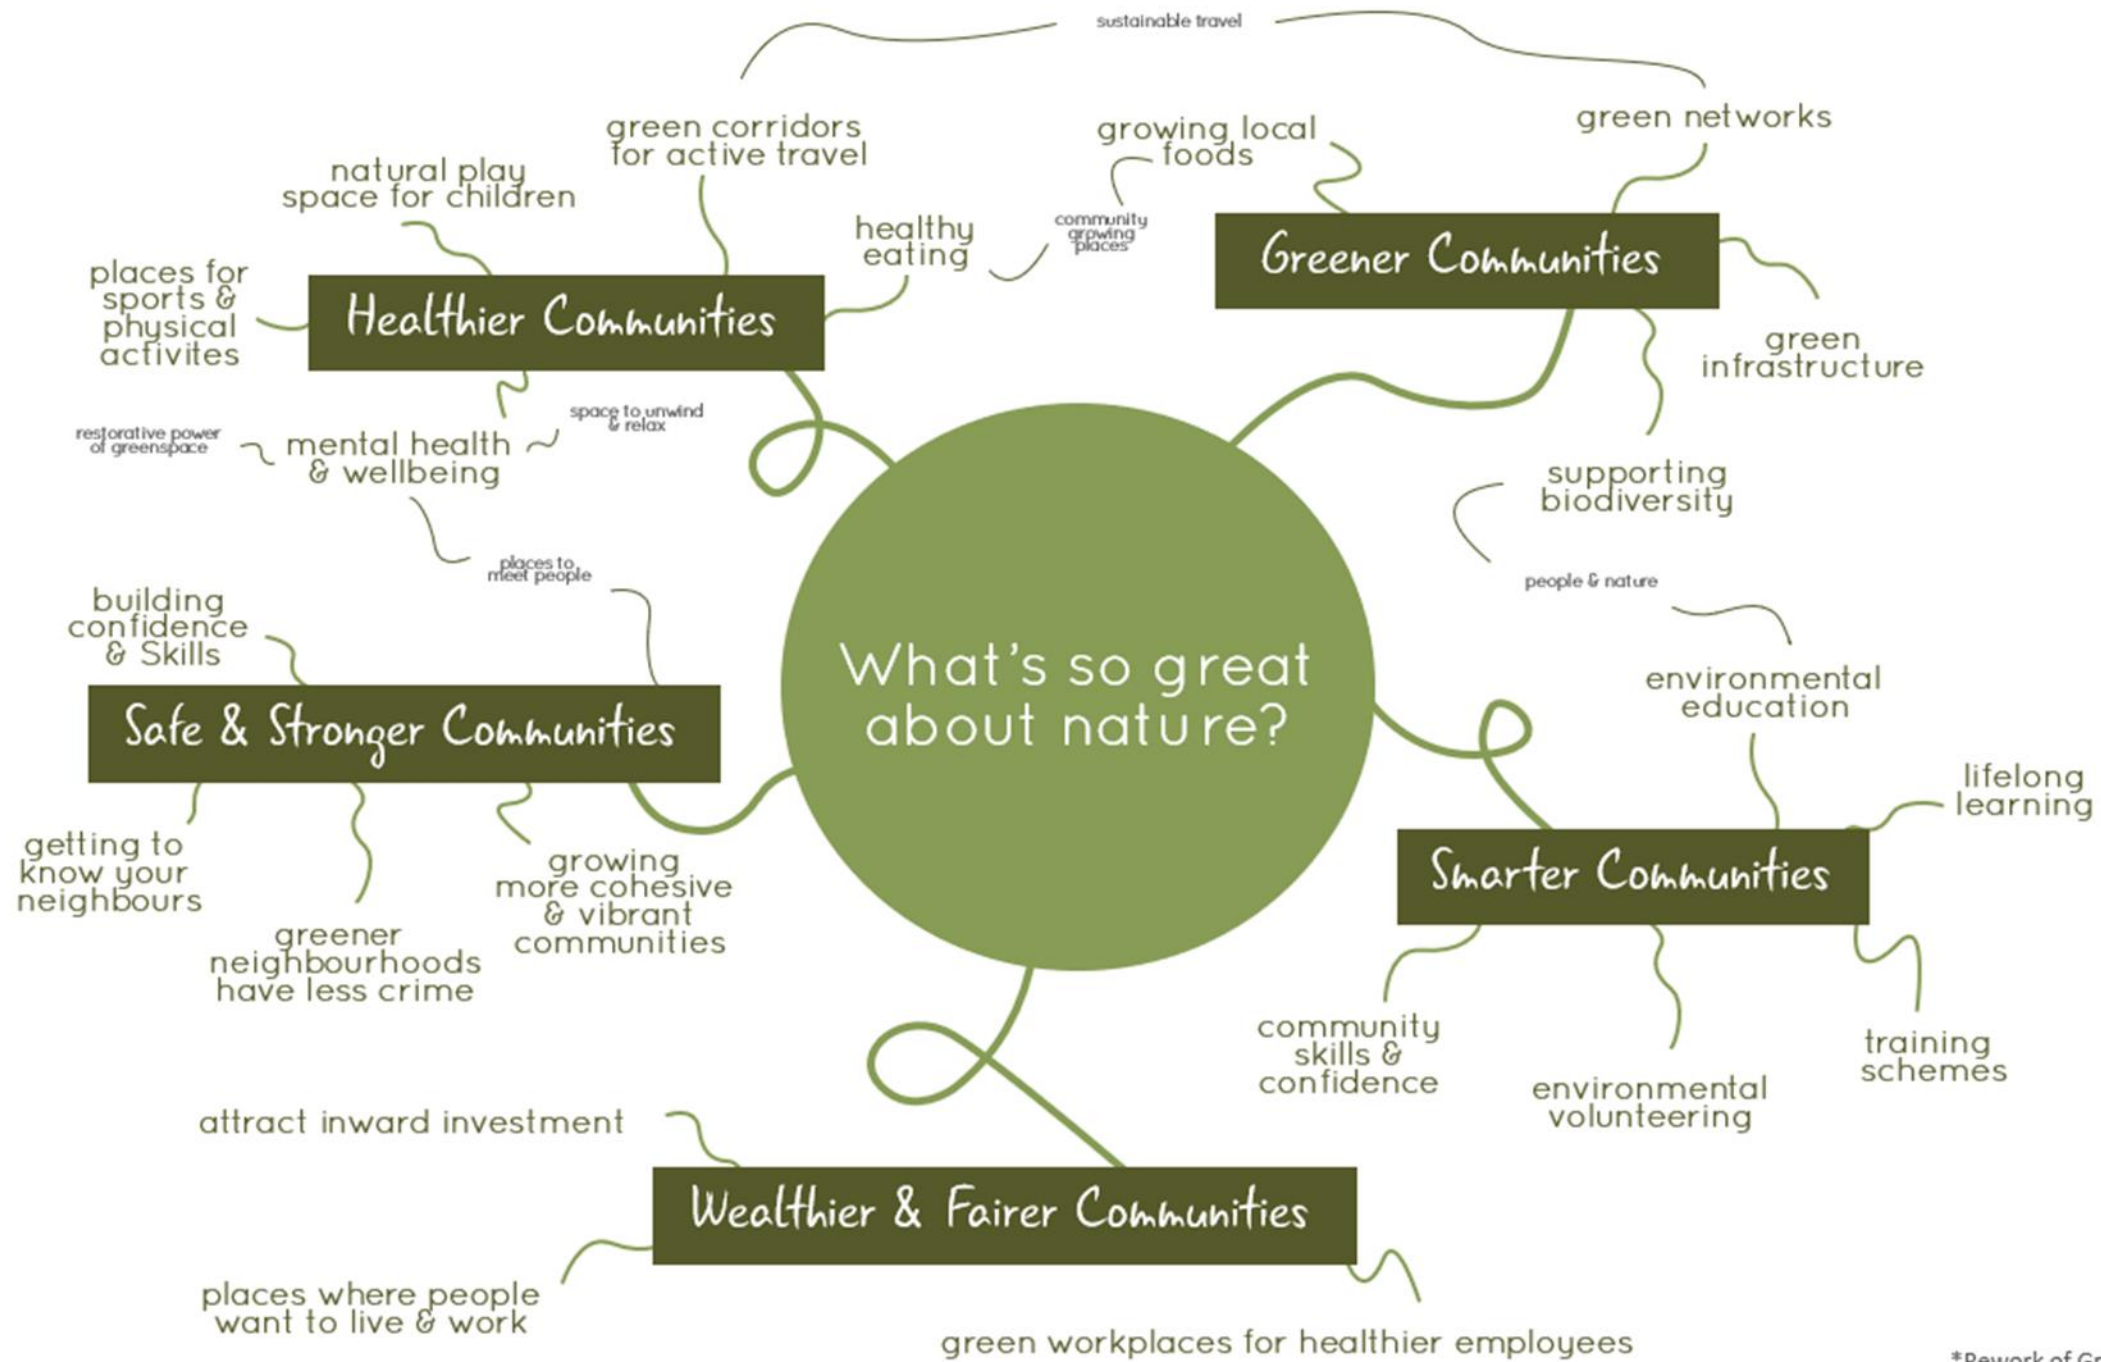 sustainable travel
green corridors
for active travel
growing local
foods
green networks
natural play
space for children
healthy
eating
community
growing
places
Greener Communities
places for
sports &
physical
activites
Healthier Communities
green
infrastructure
restorative power
of greenspace
mental health
& wellbeing
space to unwind
& relax
supporting
biodiversity
places to
meet people
people & nature
building
confidence
& Skills
What's so great
about nature?
environmental
education
Safe & Stronger Communities
lifelong
learning
Smarter Communities
getting to
know your
neighbours
growing
more cohesive
& vibrant
communities
greener
neighbourhoods
have less crime
community
skills &
confidence
environmental
volunteering
training
schemes
attract inward investment
Wealthier & Fairer Communities
places where people
want to live & work
green workplaces for healthier employees
*Rework of